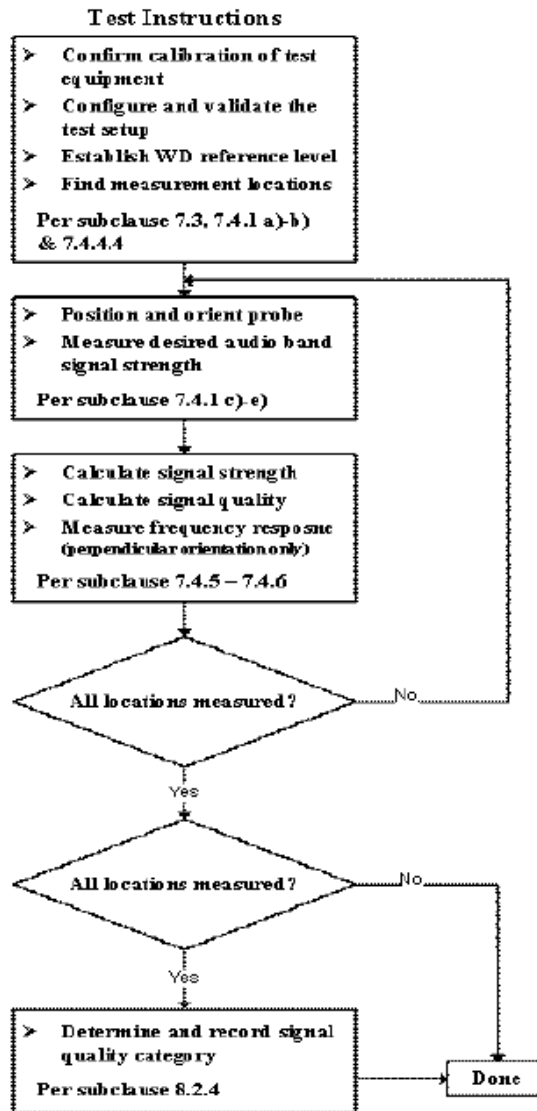 Test Instructions
➢ Confirm calibration of test
equipment
➢ Configure and validate the
test setup
➢ Establish WD reference level
➢ Find measurement locations
Per subclause 7.3, 7.4.1 a)-b)
& 7.4.4.4
➢ Position and orient probe
➢ Measure desired audio band
signal strength
Per subclause 7.4.1 c)-e)
➢ Calculate signal strength
➢ Calculate signal quality
➢ Measure frequency resposne
(perpendicular orientation only)
Per subclause 7.4.5 – 7.4.6
All locations measured?
No
Yes
All locations measured?
No
Yes
➢ Determine and record signal
quality category
Per subclause 8.2.4
Done